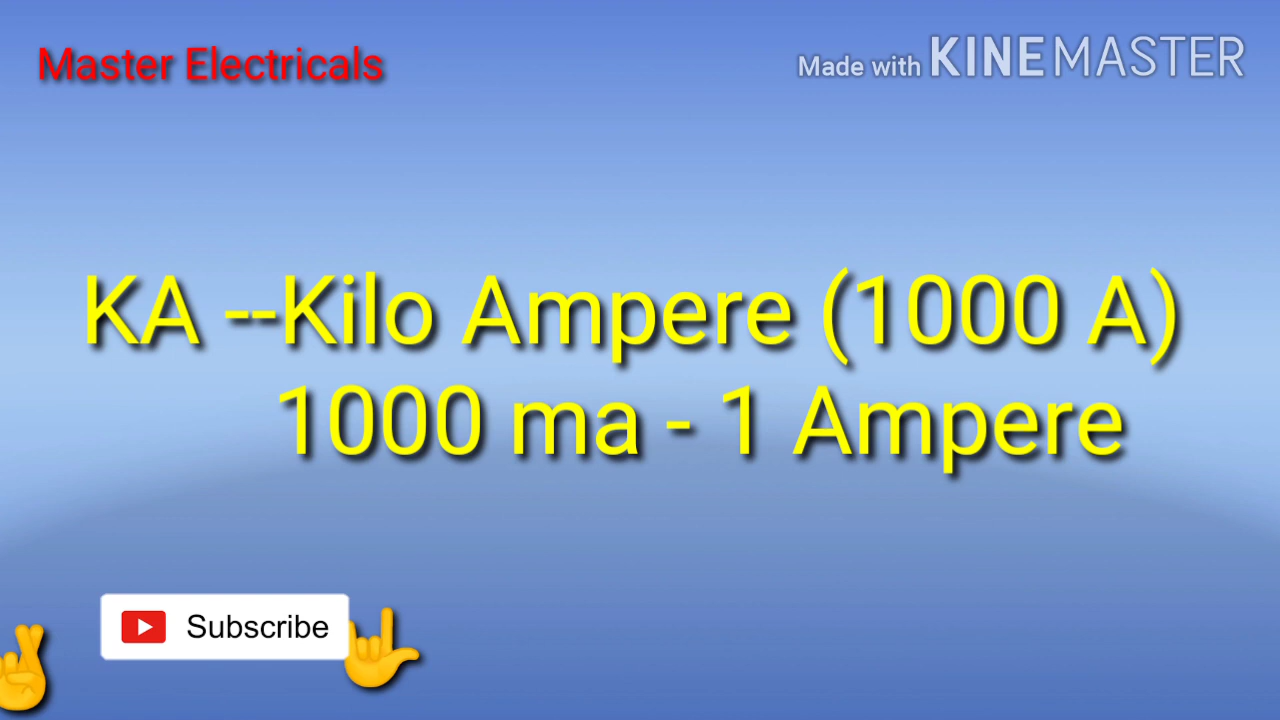 Master Electricals
Made with KINEMASTER
KA --Kilo Ampere (1000 A)
1000 ma - 1 Ampere
Subscribe